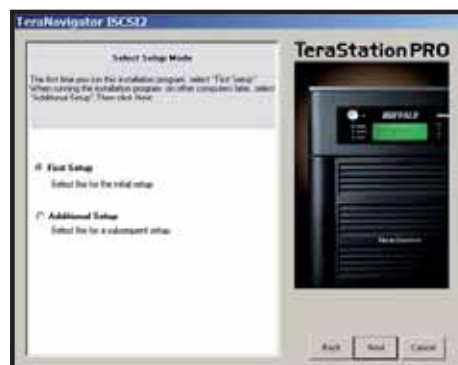 TeraNavigator ISCSI2
Select Setup Mode
The first time you run this installation program, select "First Setup".
When running the installation program on other computers later, select
"Additional Setup". Then click Next.
First Setup
Select this for the initial setup.
Additional Setup
Select this for a subsequent setup.
TeraStation PRO
BUFFALO
TeraStation
Back
Next
Cancel